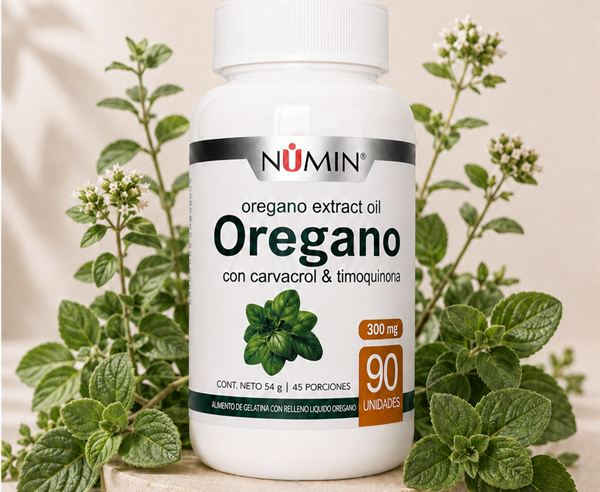 NUMIN®
oregano extract oil
Oregano
con carvacrol & timoquinona
300 mg
90
UNIDADES
CONT. NETO 54 g | 45 PORCIONES
ALIMENTO DE GELATINA CON RELLENO LIQUIDO OREGANO